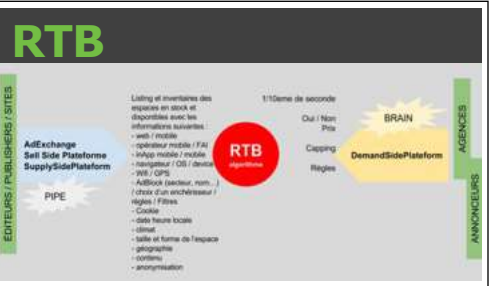 RTB
EDITEURS / PUBLISHERS / SITES
AdExchange
Sell Side Plateforme
SupplySidePlateform
PIPE
Listing et inventaires des
espaces en stock et
disponibles avec les
informations suivantes :
- web / mobile
- opérateur mobile / FAI
- inApp mobile / mobile
- navigateur / OS / device
- Wifi / GPS
- AdBlock (secteur, nom...)
/ choix d'un enchérisseur /
règles / Filtres
- Cookie
- date heure locale
- climat
- taille et forme de l'espace
- géographie
- contenu
- anonymisation
RTB
algorithme
1/10eme de seconde
Oui / Non
Prix
Capping
Règles
BRAIN
DemandSidePlateform
AGENCES
ANNONCEURS